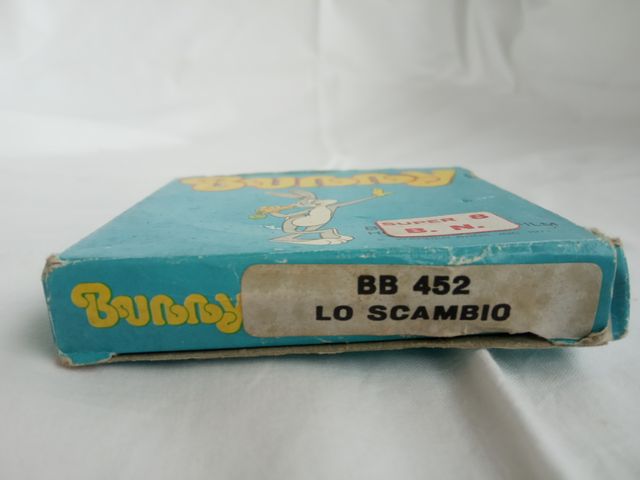 Bunny
SUPER 8
B. N.
Bunny
BB 452
LO SCAMBIO